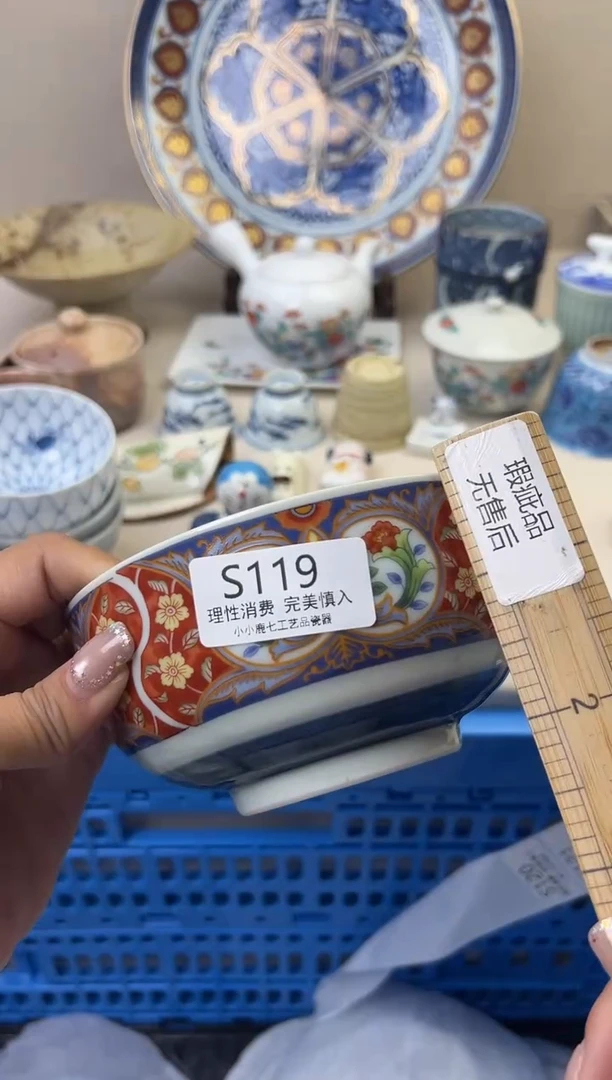 S119
理性消费 完美慎入
小小鹿七工艺品瓷器
瑕疵品
无售后
2
S120